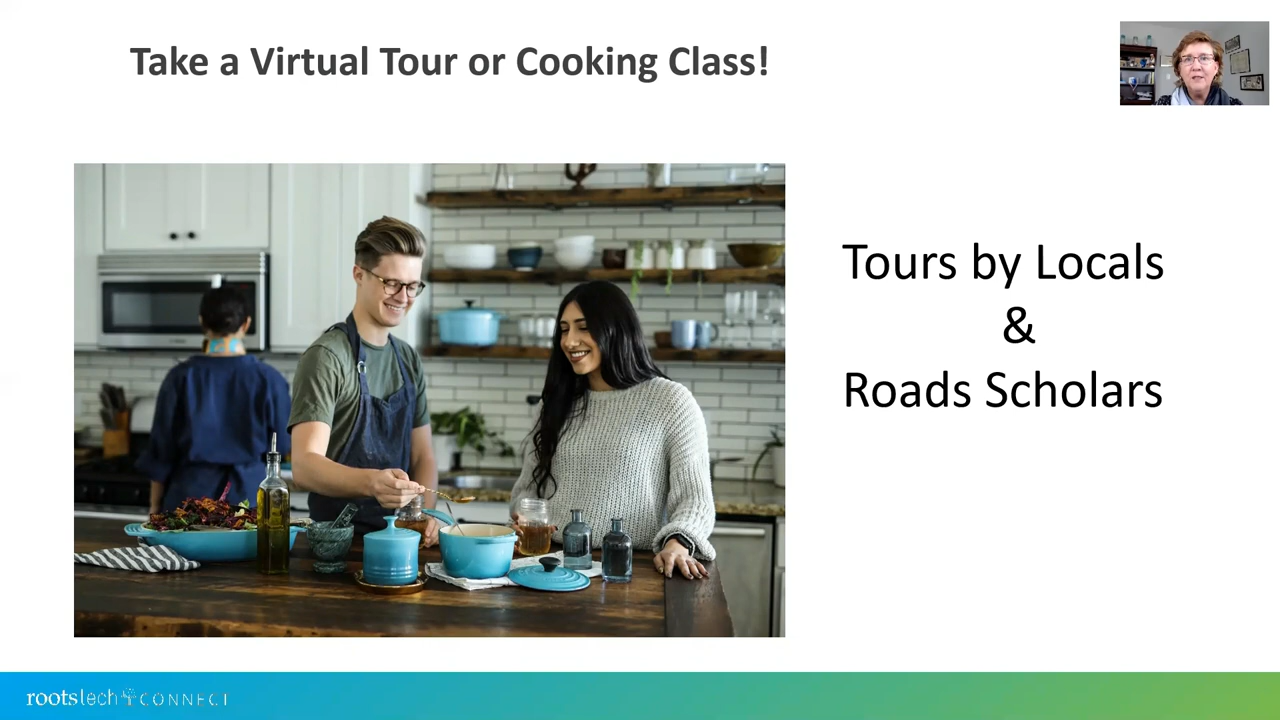 Take a Virtual Tour or Cooking Class!
Tours by Locals
&
Roads Scholars
rootstech CONNECT